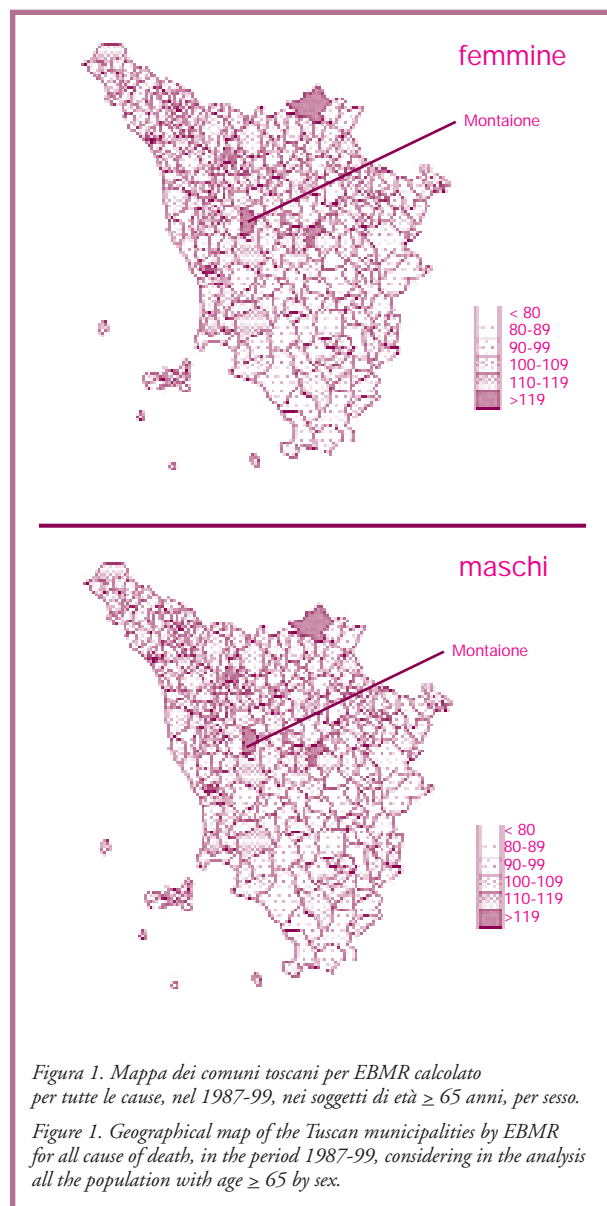 femmine
Montaione
< 80
80-89
90-99
100-109
110-119
>119
maschi
Montaione
< 80
80-89
90-99
100-109
110-119
>119
Figura 1. Mappa dei comuni toscani per EBMR calcolato
per tutte le cause, nel 1987-99, nei soggetti di età ≥ 65 anni, per sesso.
Figure 1. Geographical map of the Tuscan municipalities by EBMR
for all cause of death, in the period 1987-99, considering in the analysis
all the population with age ≥ 65 by sex.